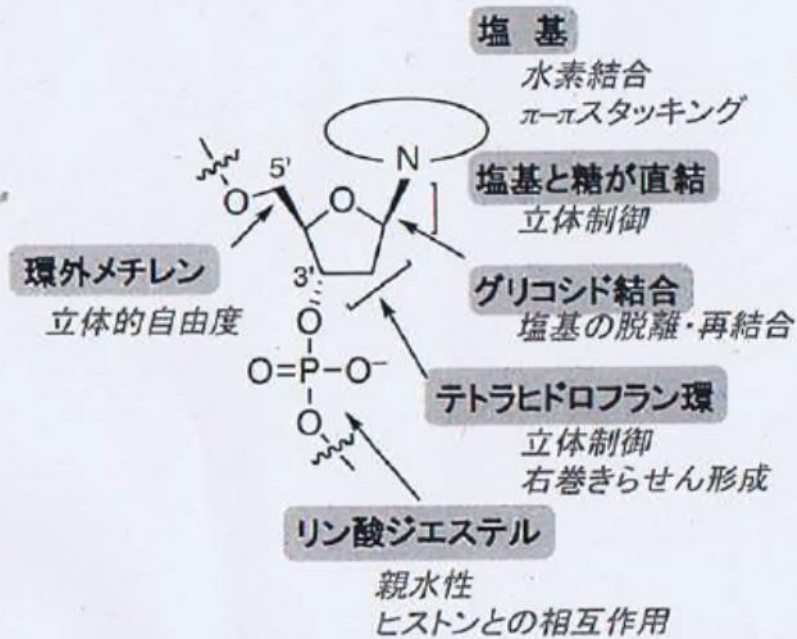 塩 基
水素結合
π–πスタッキング
N
5'
O
O
塩基と糖が直結
立体制御
環外メチレン
立体的自由度
3'
グリコシド結合
塩基の脱離・再結合
O
O=P–O⁻
O
テトラヒドロフラン環
立体制御
右巻きらせん形成
リン酸ジエステル
親水性
ヒストンとの相互作用